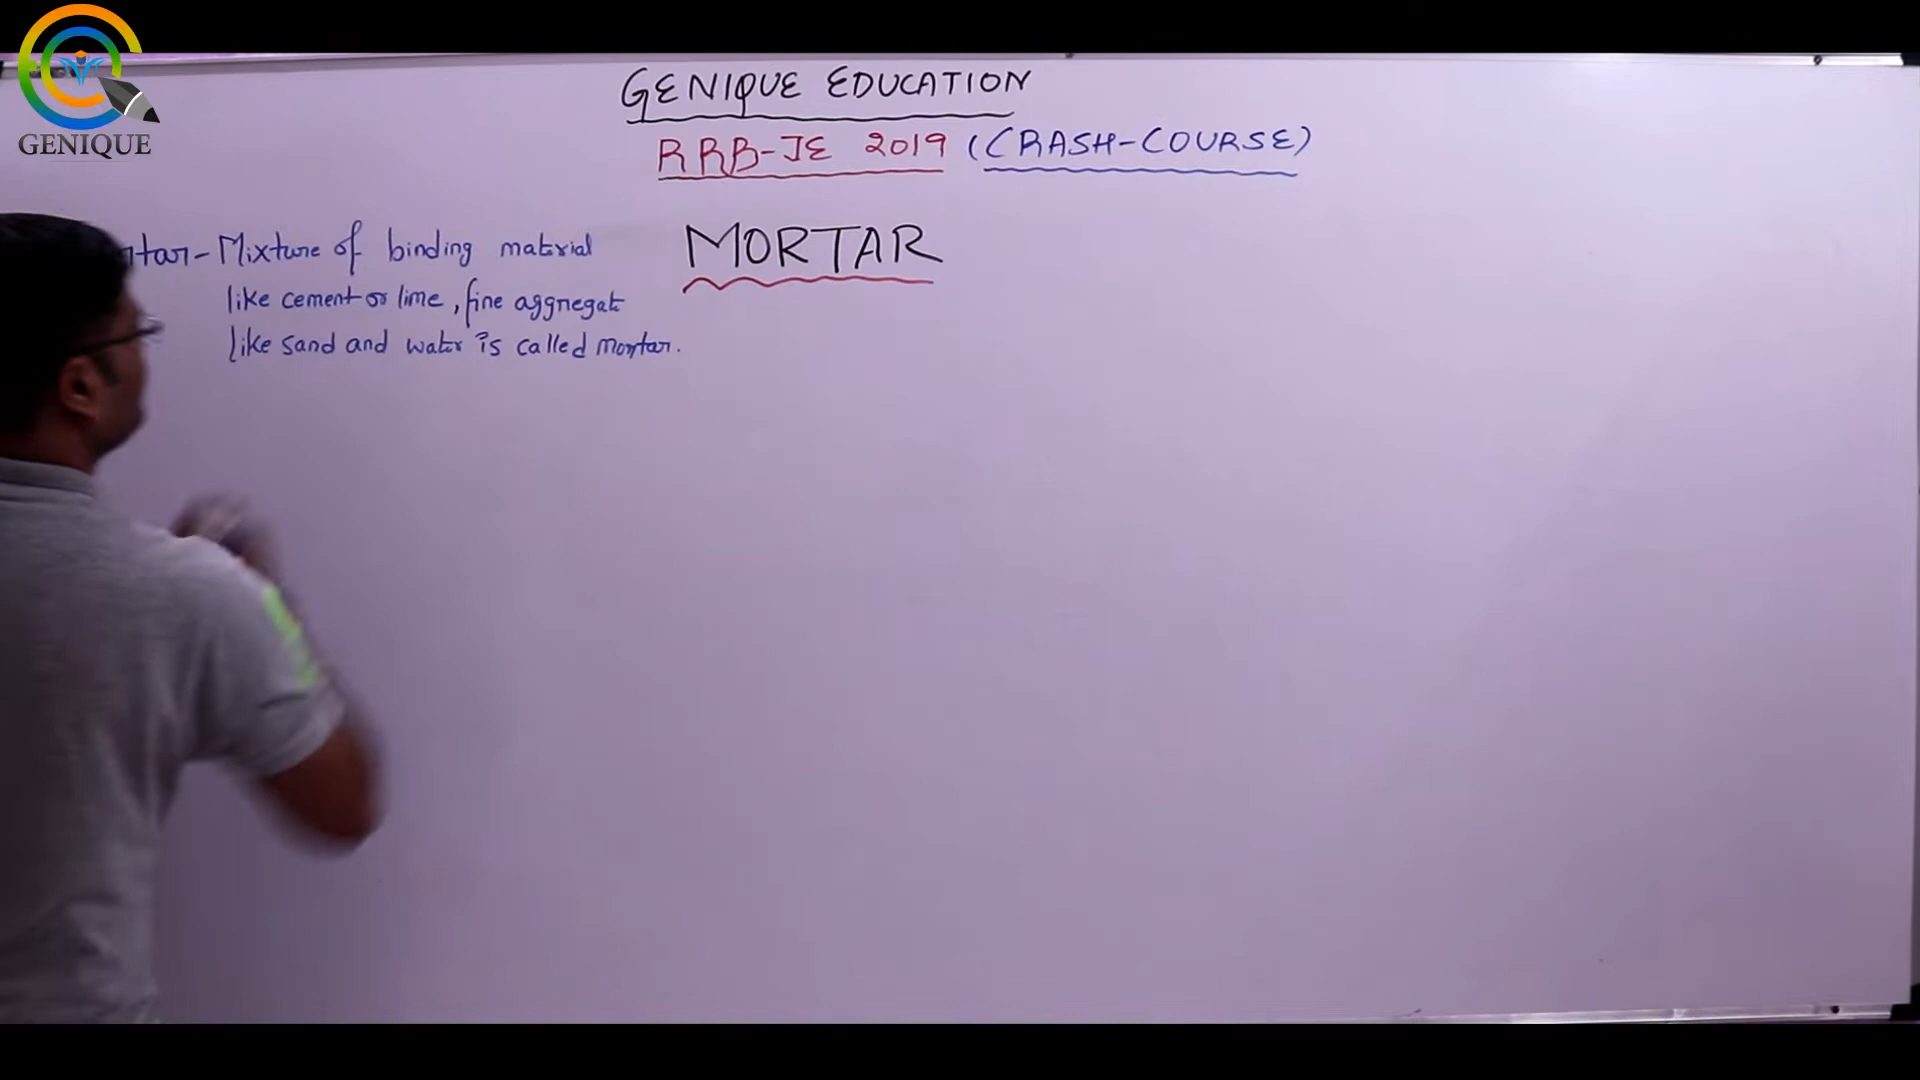 GENIQUE
GENIQUE EDUCATION
RRB-JE 2019 (CRASH-COURSE)
MORTAR
rtar-Mixture of binding material
like cement or lime, fine aggregate
like sand and water is called mortar.